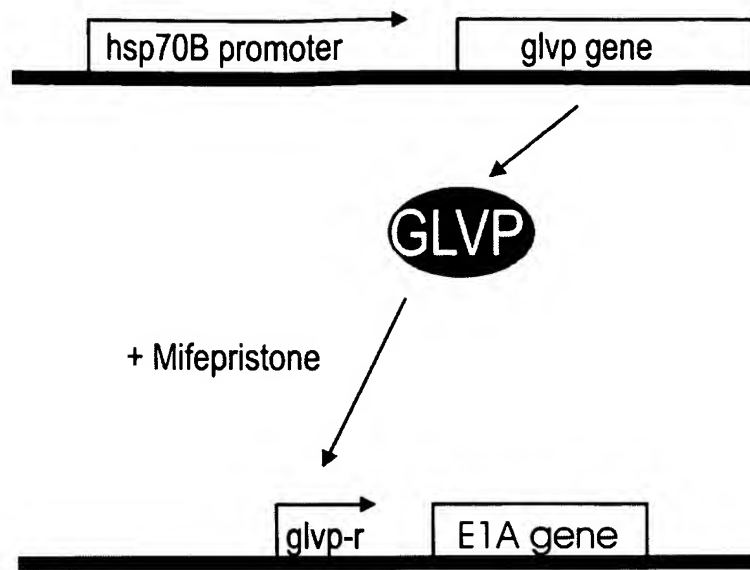 hsp70B promoter
glvp gene
GLVP
+ Mifepristone
glvp-r
E1A gene